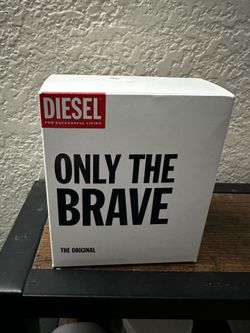 DIESEL
FOR SUCCESSFUL LIVING
ONLY THE
BRAVE
THE ORIGINAL